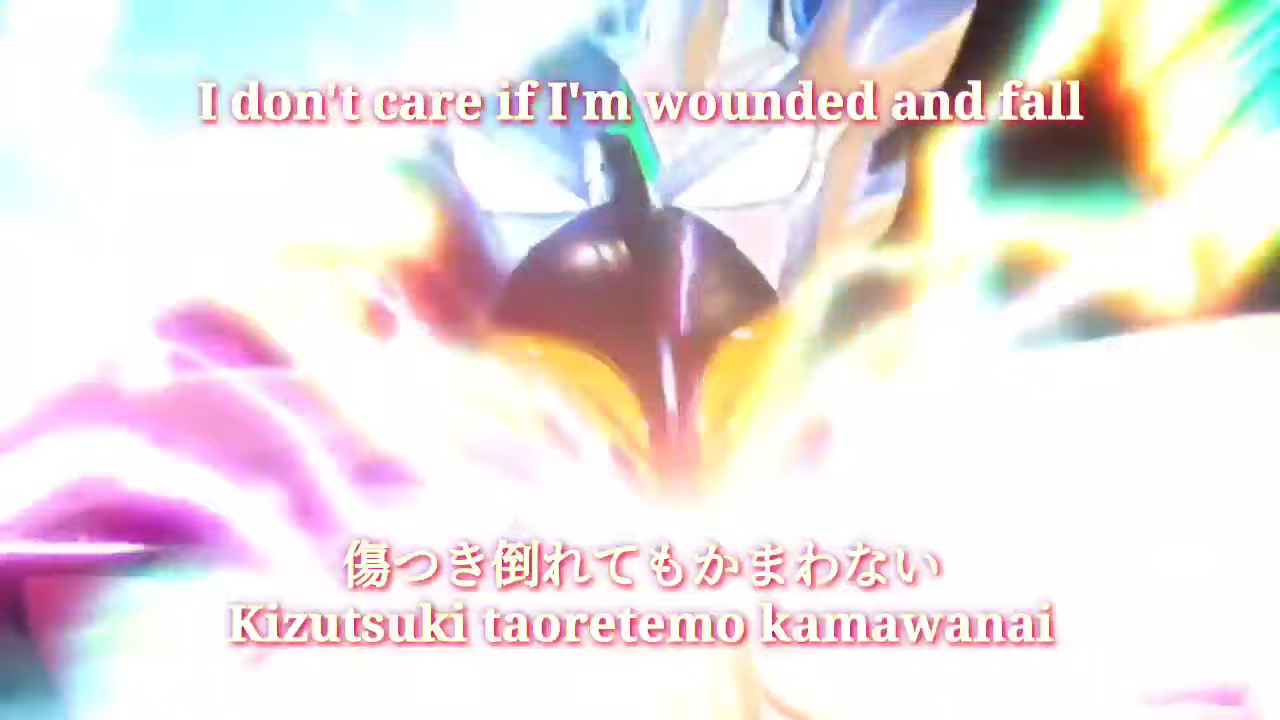 I don't care if I'm wounded and fall
傷つき倒れてもかまわない
Kizutsuki taoretemo kamawanai